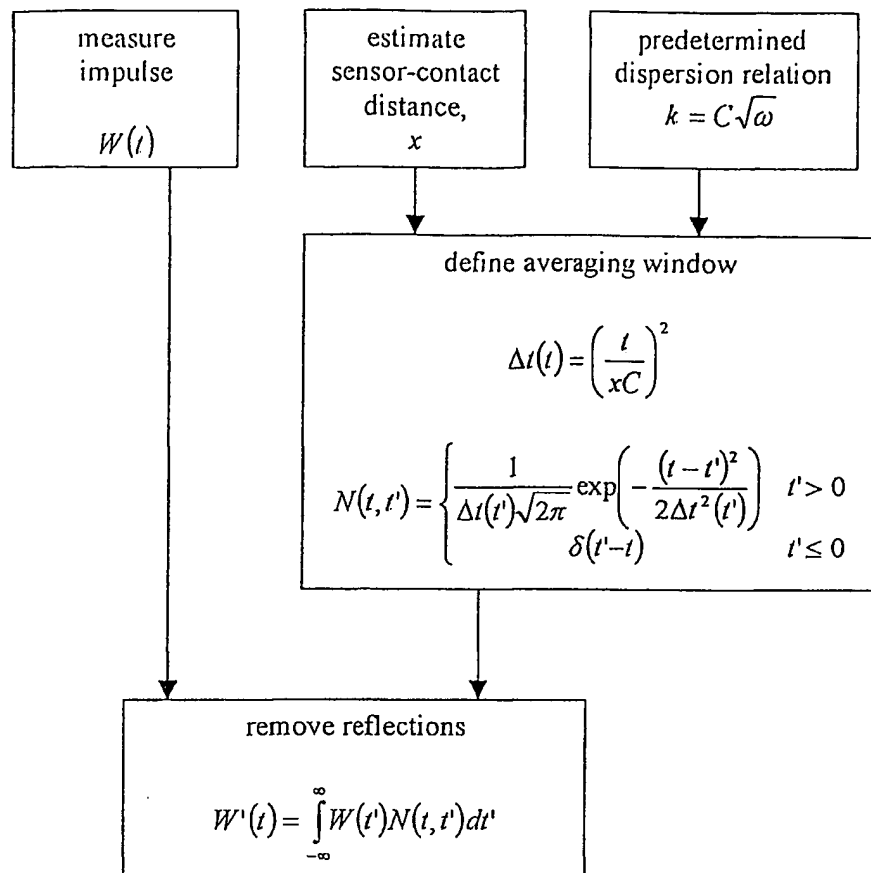 measure
impulse
W(t)
estimate
sensor-contact
distance,
x
predetermined
dispersion relation
k = C√ω
define averaging window
Δt(t) = (t/xC)²
N(t, t') = { 1/(Δt(t')√2π) exp(−(t − t')²/2Δt²(t')) t' > 0
δ(t'−t) t' ≤ 0
remove reflections
W'(t) = ∫_{−∞}^{∞} W(t')N(t, t')dt'